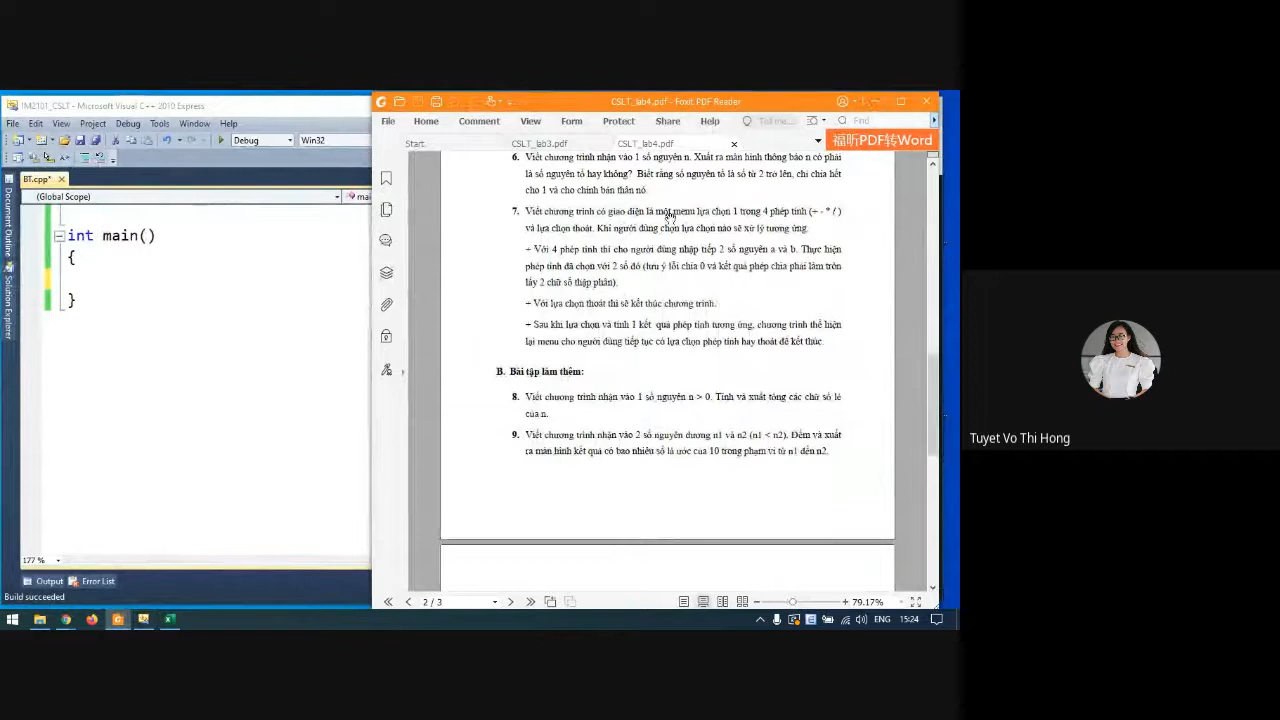 IM2101_CSLT - Microsoft Visual C++ 2010 Express
File Edit View Project Debug Tools Window Help
Debug Win32
BT.cpp*
(Global Scope) mai
int main()
{
}
177 %
Output Error List
Build succeeded
Document Outline
Solution Explorer
CSLT_lab4.pdf - Foxit PDF Reader
File Home Comment View Form Protect Share Help Tell me... Find
Start CSLT_lab3.pdf CSLT_lab4.pdf
福昕PDF转Word
6. Viết chương trình nhận vào 1 số nguyên n. Xuất ra màn hình thông báo n có phải
là số nguyên tố hay không? Biết rằng số nguyên tố là số từ 2 trở lên, chỉ chia hết
cho 1 và cho chính bản thân nó.
7. Viết chương trình có giao diện là một menu lựa chọn 1 trong 4 phép tính (+ - * / )
và lựa chọn thoát. Khi người dùng chọn lựa chọn nào sẽ xử lý tương ứng.
+ Với 4 phép tính thì cho người dùng nhập tiếp 2 số nguyên a và b. Thực hiện
phép tính đã chọn với 2 số đó (lưu ý lỗi chia 0 và kết quả phép chia phải làm tròn
lấy 2 chữ số thập phân).
+ Với lựa chọn thoát thì sẽ kết thúc chương trình.
+ Sau khi lựa chọn và tính 1 kết quả phép tính tương ứng, chương trình thể hiện
lại menu cho người dùng tiếp tục có lựa chọn phép tính hay thoát để kết thúc.
B. Bài tập làm thêm:
8. Viết chương trình nhận vào 1 số nguyên n > 0. Tính và xuất tổng các chữ số lẻ
của n.
9. Viết chương trình nhận vào 2 số nguyên dương n1 và n2 (n1 < n2). Đếm và xuất
ra màn hình kết quả có bao nhiêu số là ước của 10 trong phạm vi từ n1 đến n2.
2 / 3
79.17%
ENG 15:24
Tuyet Vo Thi Hong